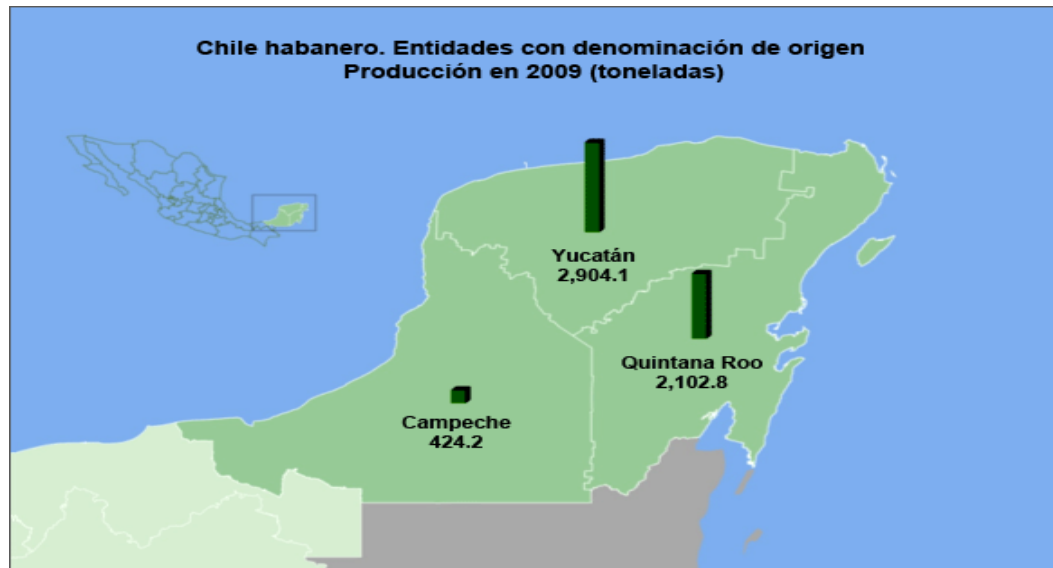 Chile habanero. Entidades con denominación de origen
Producción en 2009 (toneladas)
Yucatán
2,904.1
Quintana Roo
2,102.8
Campeche
424.2